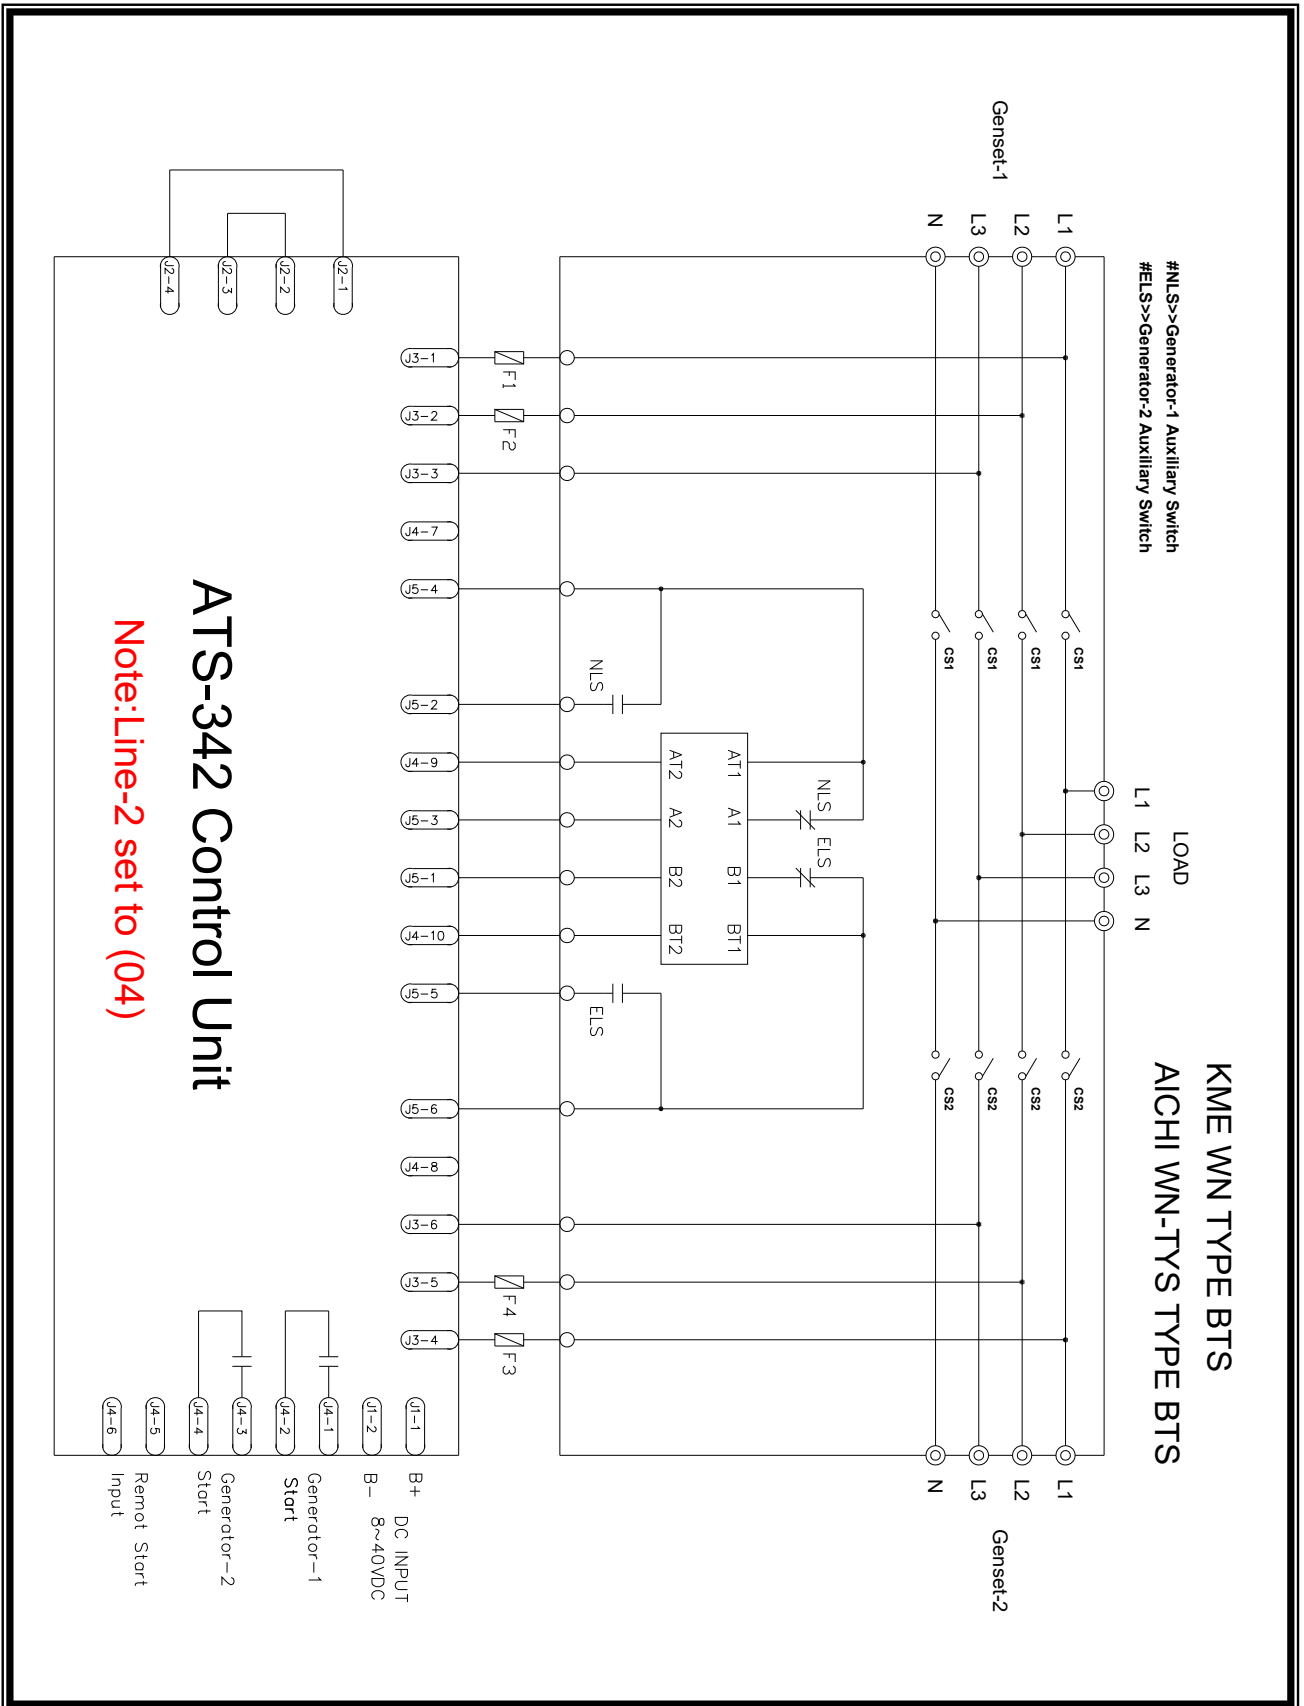 KME WN TYPE BTS
AICHI WN-TYS TYPE BTS
#NLS>>Generator-1 Auxiliary Switch
#ELS>>Generator-2 Auxiliary Switch
LOAD
L1 L2 L3 N
Genset-1
L1
L2
L3
N
CS1
CS1
CS1
CS1
CS2
CS2
CS2
CS2
L1
L2
L3
N
Genset-2
NLS ELS
AT1 A1 B1 BT1
AT2 A2 B2 BT2
NLS
ELS
F1 F2 F4 F3
J3-1 J3-2 J3-3 J4-7 J5-4 J5-2 J4-9 J5-3 J5-1 J4-10 J5-5 J5-6 J4-8 J3-6 J3-5 J3-4
J2-1
J2-2
J2-3
J2-4
ATS-342 Control Unit
Note:Line-2 set to (04)
J1-1
J1-2
J4-1
J4-2
J4-3
J4-4
J4-5
J4-6
B+ DC INPUT
B- 8~40VDC
Generator-1
Start
Generator-2
Start
Remot Start
Input